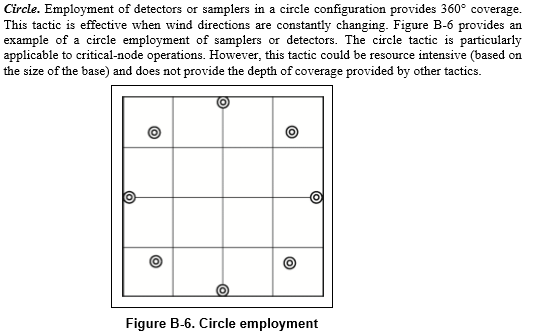 Circle. Employment of detectors or samplers in a circle configuration provides 360° coverage.
This tactic is effective when wind directions are constantly changing. Figure B-6 provides an
example of a circle employment of samplers or detectors. The circle tactic is particularly
applicable to critical-node operations. However, this tactic could be resource intensive (based on
the size of the base) and does not provide the depth of coverage provided by other tactics.
Figure B-6. Circle employment